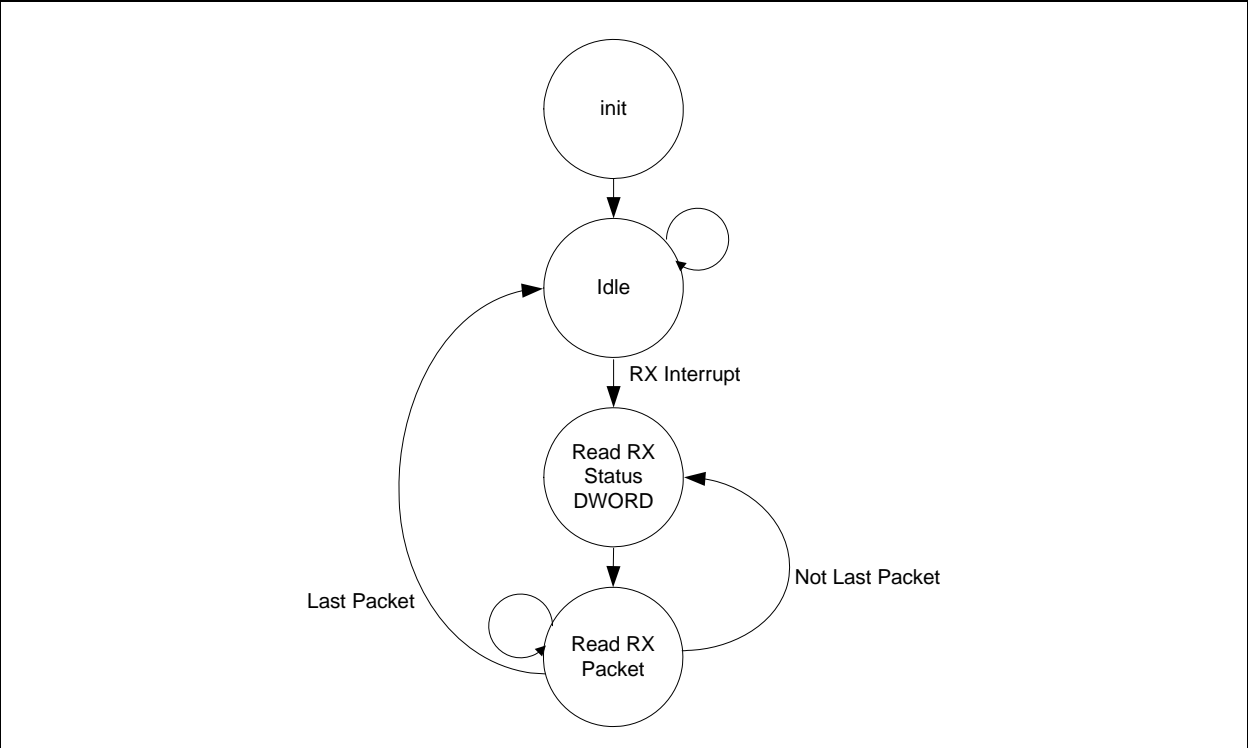 init
Idle
RX Interrupt
Read RX
Status
DWORD
Not Last Packet
Last Packet
Read RX
Packet